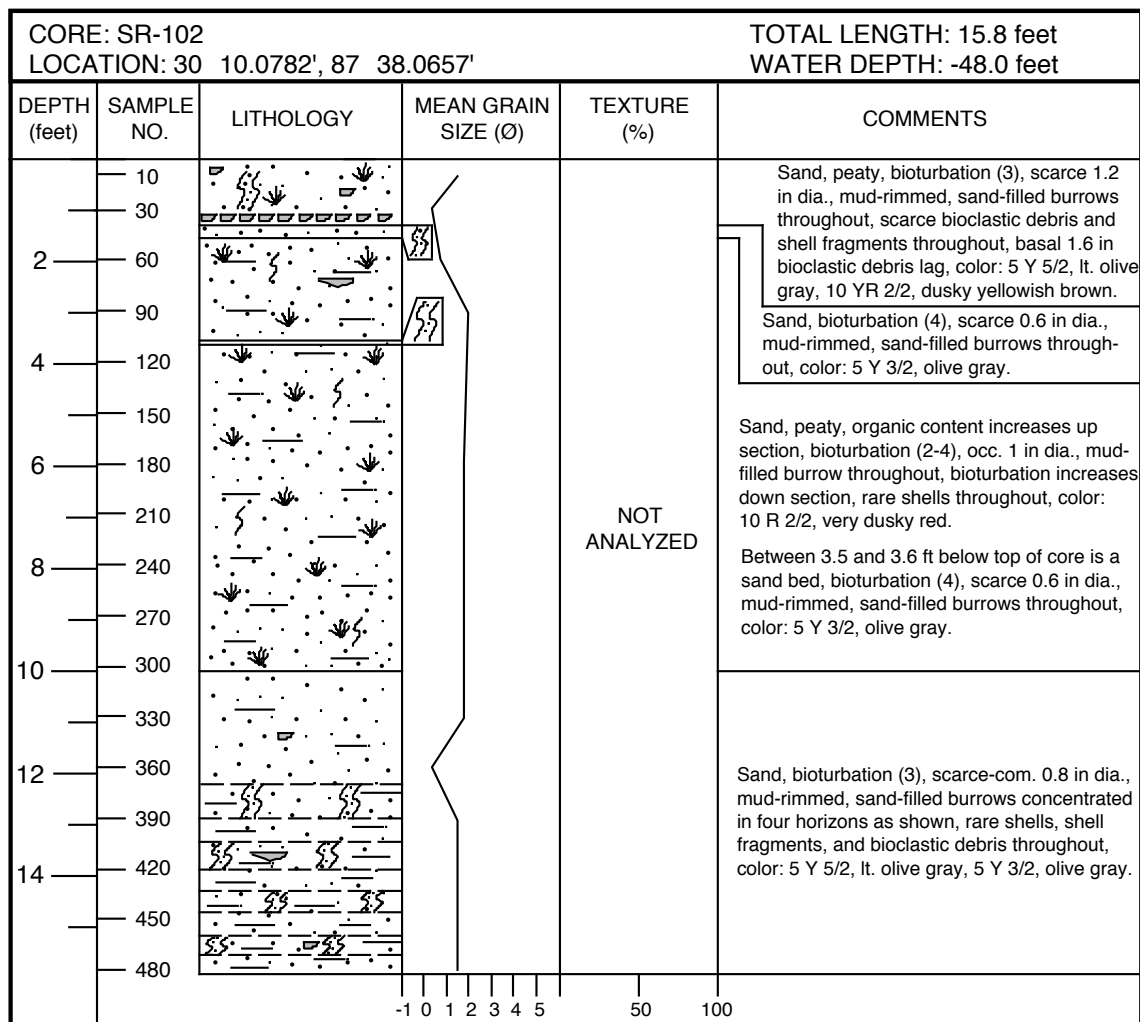 CORE: SR-102
TOTAL LENGTH: 15.8 feet
LOCATION: 30 10.0782', 87 38.0657'
WATER DEPTH: -48.0 feet
DEPTH
(feet)
SAMPLE
NO.
LITHOLOGY
MEAN GRAIN
SIZE (Ø)
TEXTURE
(%)
COMMENTS
2
4
6
8
10
12
14
10
30
60
90
120
150
180
210
240
270
300
330
360
390
420
450
480
-1 0 1 2 3 4 5
NOT
ANALYZED
50 100
Sand, peaty, bioturbation (3), scarce 1.2
in dia., mud-rimmed, sand-filled burrows
throughout, scarce bioclastic debris and
shell fragments throughout, basal 1.6 in
bioclastic debris lag, color: 5 Y 5/2, lt. olive
gray, 10 YR 2/2, dusky yellowish brown.
Sand, bioturbation (4), scarce 0.6 in dia.,
mud-rimmed, sand-filled burrows through-
out, color: 5 Y 3/2, olive gray.
Sand, peaty, organic content increases up
section, bioturbation (2-4), occ. 1 in dia., mud-
filled burrow throughout, bioturbation increases
down section, rare shells throughout, color:
10 R 2/2, very dusky red.
Between 3.5 and 3.6 ft below top of core is a
sand bed, bioturbation (4), scarce 0.6 in dia.,
mud-rimmed, sand-filled burrows throughout,
color: 5 Y 3/2, olive gray.
Sand, bioturbation (3), scarce-com. 0.8 in dia.,
mud-rimmed, sand-filled burrows concentrated
in four horizons as shown, rare shells, shell
fragments, and bioclastic debris throughout,
color: 5 Y 5/2, lt. olive gray, 5 Y 3/2, olive gray.